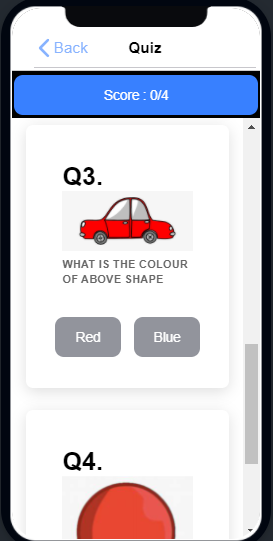 Back
Quiz
Score : 0/4
Q3.
WHAT IS THE COLOUR
OF ABOVE SHAPE
Red
Blue
Q4.